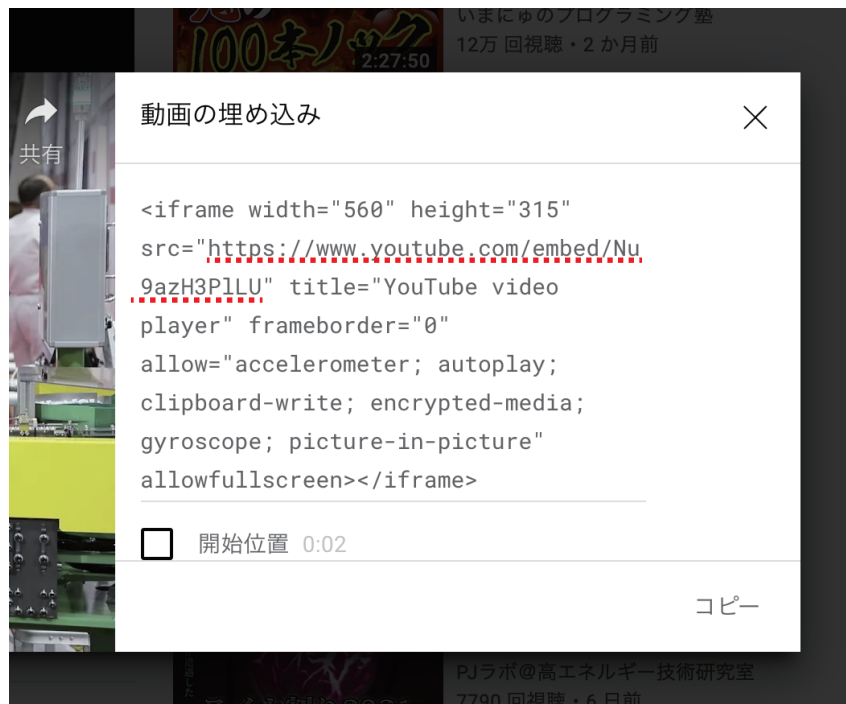 100本ノック
2:27:50
いまにゅのプログラミング塾
12万 回視聴・2 か月前
共有
動画の埋め込み
<iframe width="560" height="315"
src="https://www.youtube.com/embed/Nu
9azH3PlLU" title="YouTube video
player" frameborder="0"
allow="accelerometer; autoplay;
clipboard-write; encrypted-media;
gyroscope; picture-in-picture"
allowfullscreen></iframe>
開始位置 0:02
コピー
PJラボ@高エネルギー技術研究室
7790 回視聴・6 日前